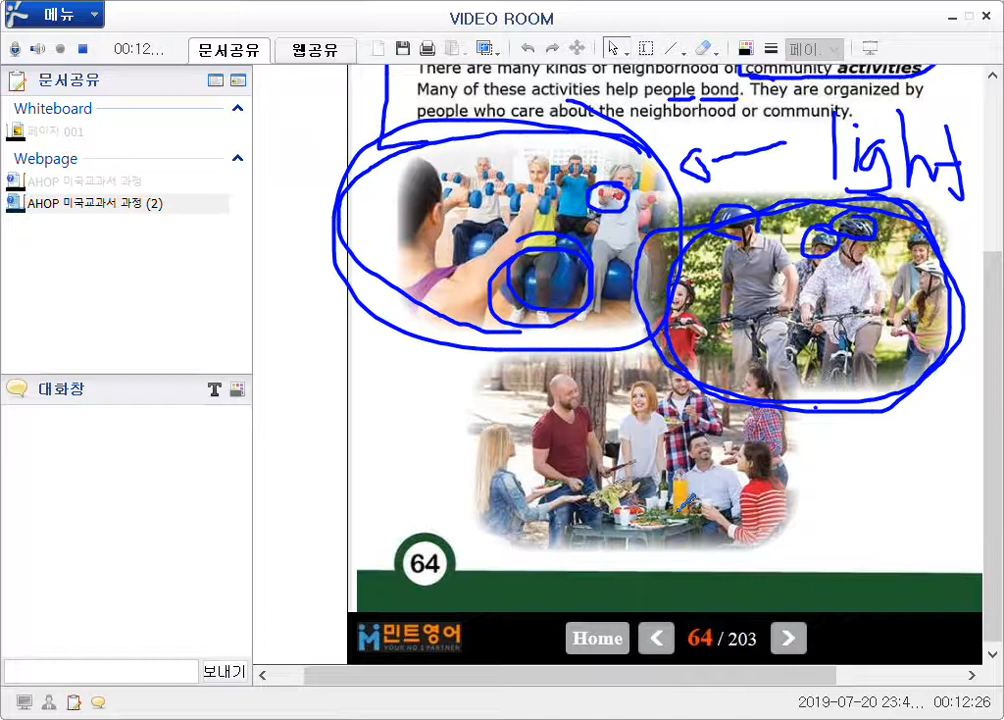 메뉴
VIDEO ROOM
00:12...
문서공유
웹공유
페이.
문서공유
Whiteboard
페이지 001
Webpage
AHOP 미국교과서 과정
AHOP 미국교과서 과정 (2)
대화창
보내기
There are many kinds of neighborhood or community activities
Many of these activities help people bond. They are organized by
people who care about the neighborhood or community.
light
64
민트영어
YOUR NO.1 PARTNER
Home
64 / 203
2019-07-20 23:4...
00:12:26